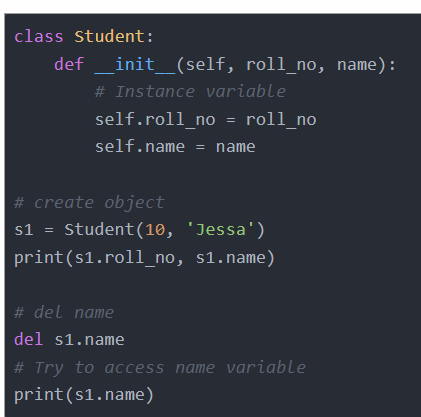 class Student:
    def __init__(self, roll_no, name):
        # Instance variable
        self.roll_no = roll_no
        self.name = name

# create object
s1 = Student(10, 'Jessa')
print(s1.roll_no, s1.name)

# del name
del s1.name
# Try to access name variable
print(s1.name)